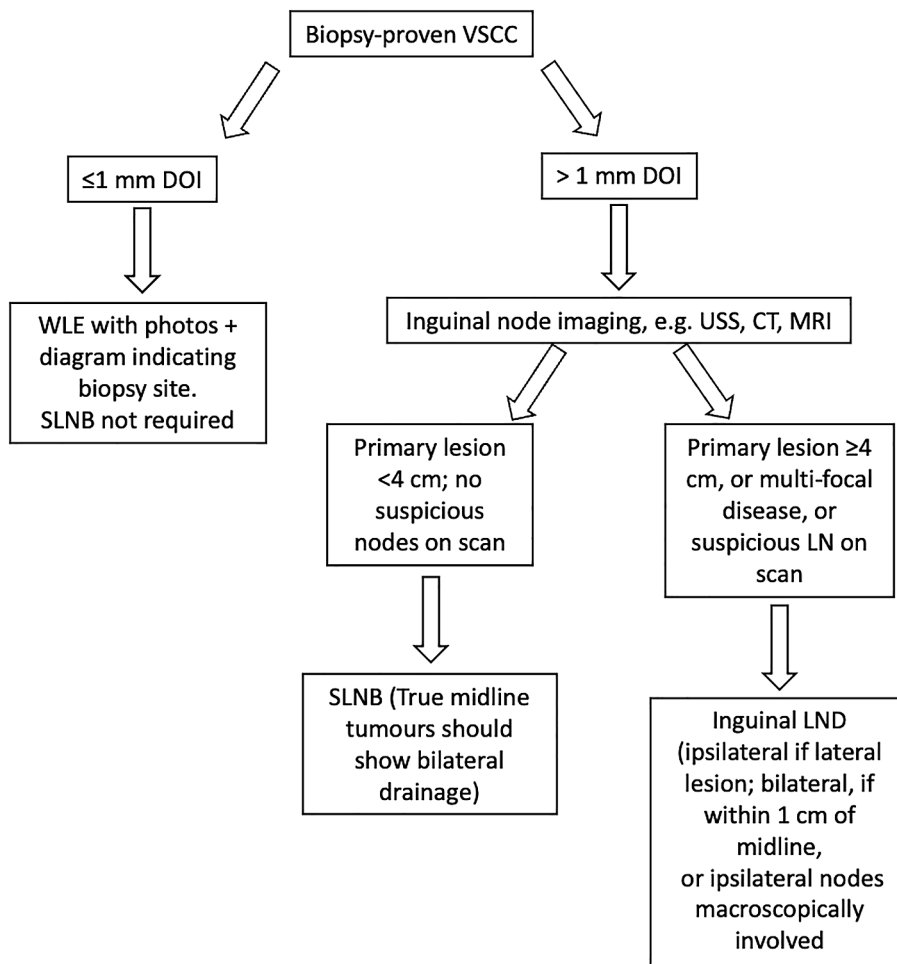 Biopsy-proven VSCC
≤1 mm DOI
> 1 mm DOI
WLE with photos +
diagram indicating
biopsy site.
SLNB not required
Inguinal node imaging, e.g. USS, CT, MRI
Primary lesion
<4 cm; no
suspicious
nodes on scan
Primary lesion ≥4
cm, or multi-focal
disease, or
suspicious LN on
scan
SLNB (True midline
tumours should
show bilateral
drainage)
Inguinal LND
(ipsilateral if lateral
lesion; bilateral, if
within 1 cm of
midline,
or ipsilateral nodes
macroscopically
involved